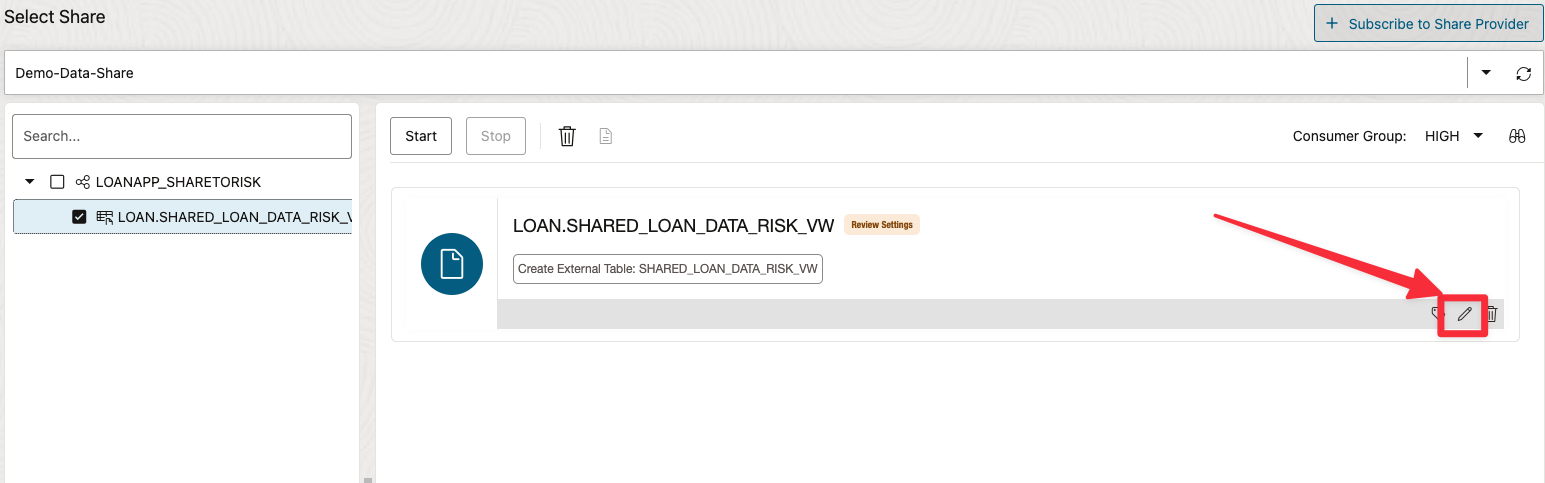 Select Share
+ Subscribe to Share Provider
Demo-Data-Share
Search...
LOANAPP_SHARETORISK
LOAN.SHARED_LOAN_DATA_RISK_V
Start
Stop
Consumer Group:
HIGH
LOAN.SHARED_LOAN_DATA_RISK_VW
Review Settings
Create External Table: SHARED_LOAN_DATA_RISK_VW